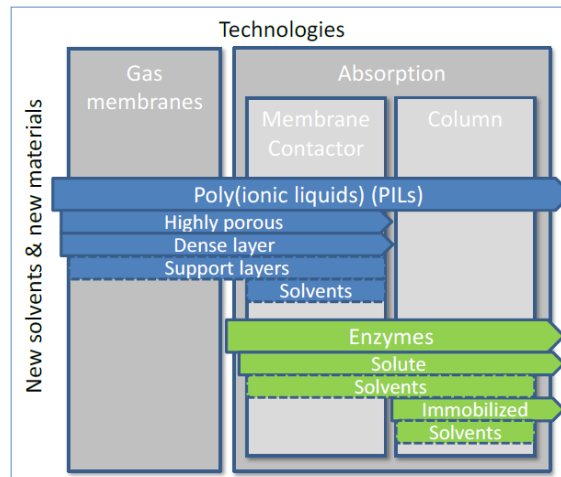 Technologies
Gas
membranes
Absorption
Membrane
Contactor
Column
New solvents & new materials
Poly(ionic liquids) (PILs)
Highly porous
Dense layer
Support layers
Solvents
Enzymes
Solute
Solvents
Immobilized
Solvents